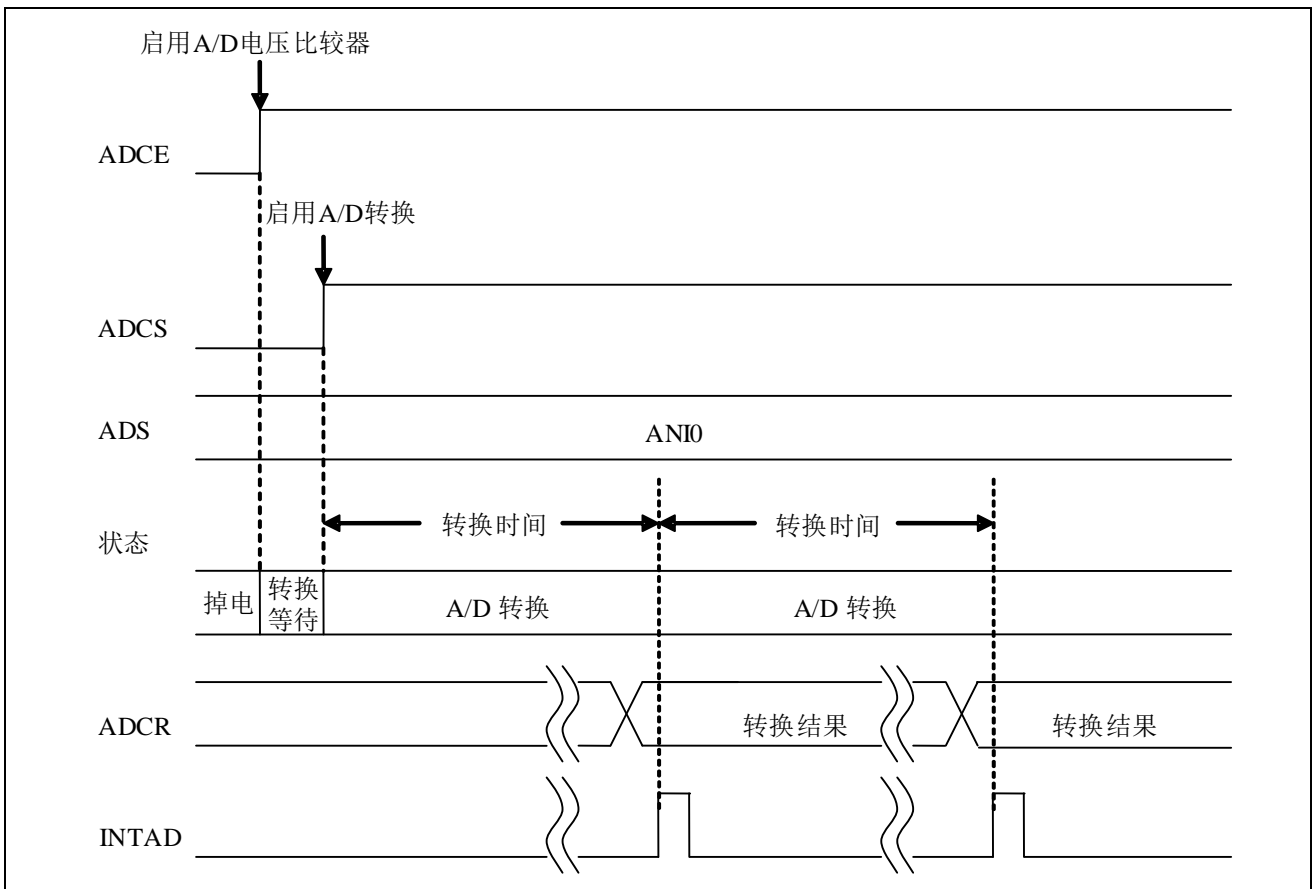 启用A/D电压比较器
ADCE
启用A/D转换
ADCS
ADS
ANI0
转换时间
转换时间
状态
掉电
转换
等待
A/D 转换
A/D 转换
ADCR
转换结果
转换结果
INTAD